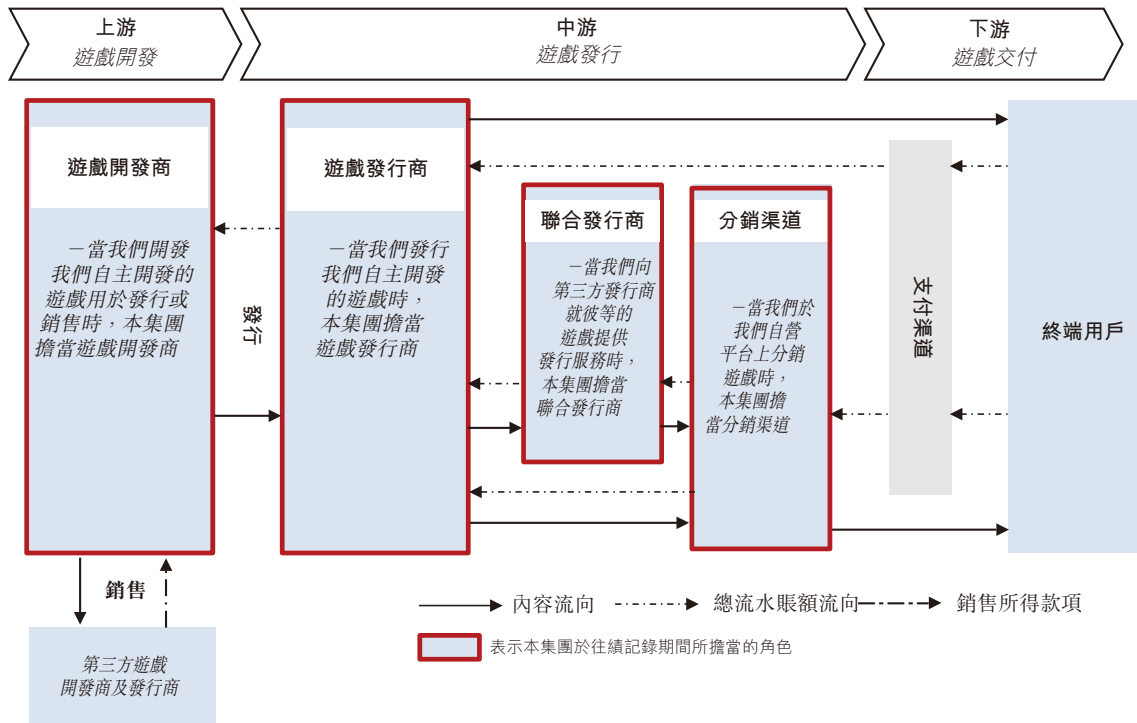 上游
遊戲開發
中游
遊戲發行
下游
遊戲交付
遊戲開發商
－當我們開發
我們自主開發的
遊戲用於發行或
銷售時，本集團
擔當遊戲開發商
發行
遊戲發行商
－當我們發行
我們自主開發
的遊戲時，
本集團擔當
遊戲發行商
聯合發行商
－當我們向
第三方發行商
就彼等的
遊戲提供
發行服務時，
本集團擔當
聯合發行商
分銷渠道
－當我們於
我們自營
平台上分銷
遊戲時，
本集團擔
當分銷渠道
支付渠道
終端用戶
銷售
第三方遊戲
開發商及發行商
內容流向
總流水賬額流向
銷售所得款項
表示本集團於往績記錄期間所擔當的角色